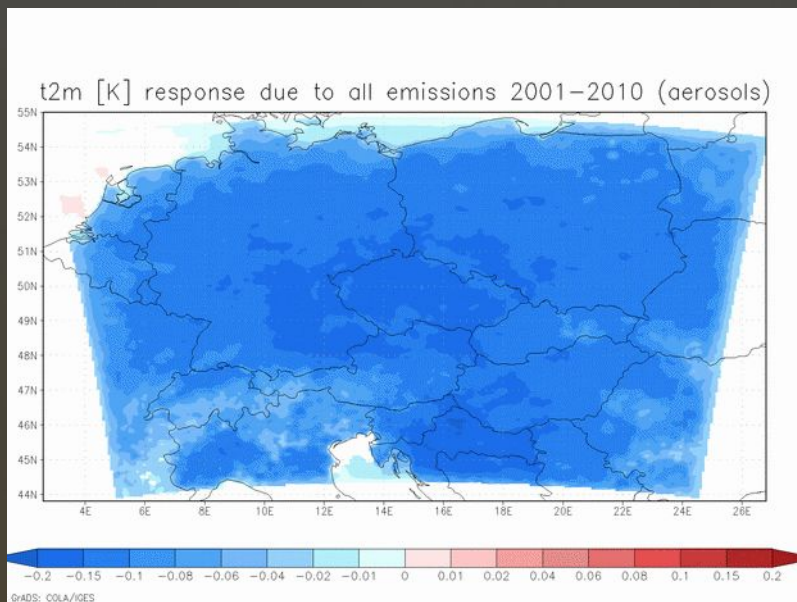 t2m [K] response due to all emissions 2001-2010 (aerosols)
55N
54N
53N
52N
51N
50N
49N
48N
47N
46N
45N
44N
4E 6E 8E 10E 12E 14E 16E 18E 20E 22E 24E 26E
-0.2 -0.15 -0.1 -0.08 -0.06 -0.04 -0.02 -0.01 0 0.01 0.02 0.04 0.06 0.08 0.1 0.15 0.2
GrADS: COLA/IGES